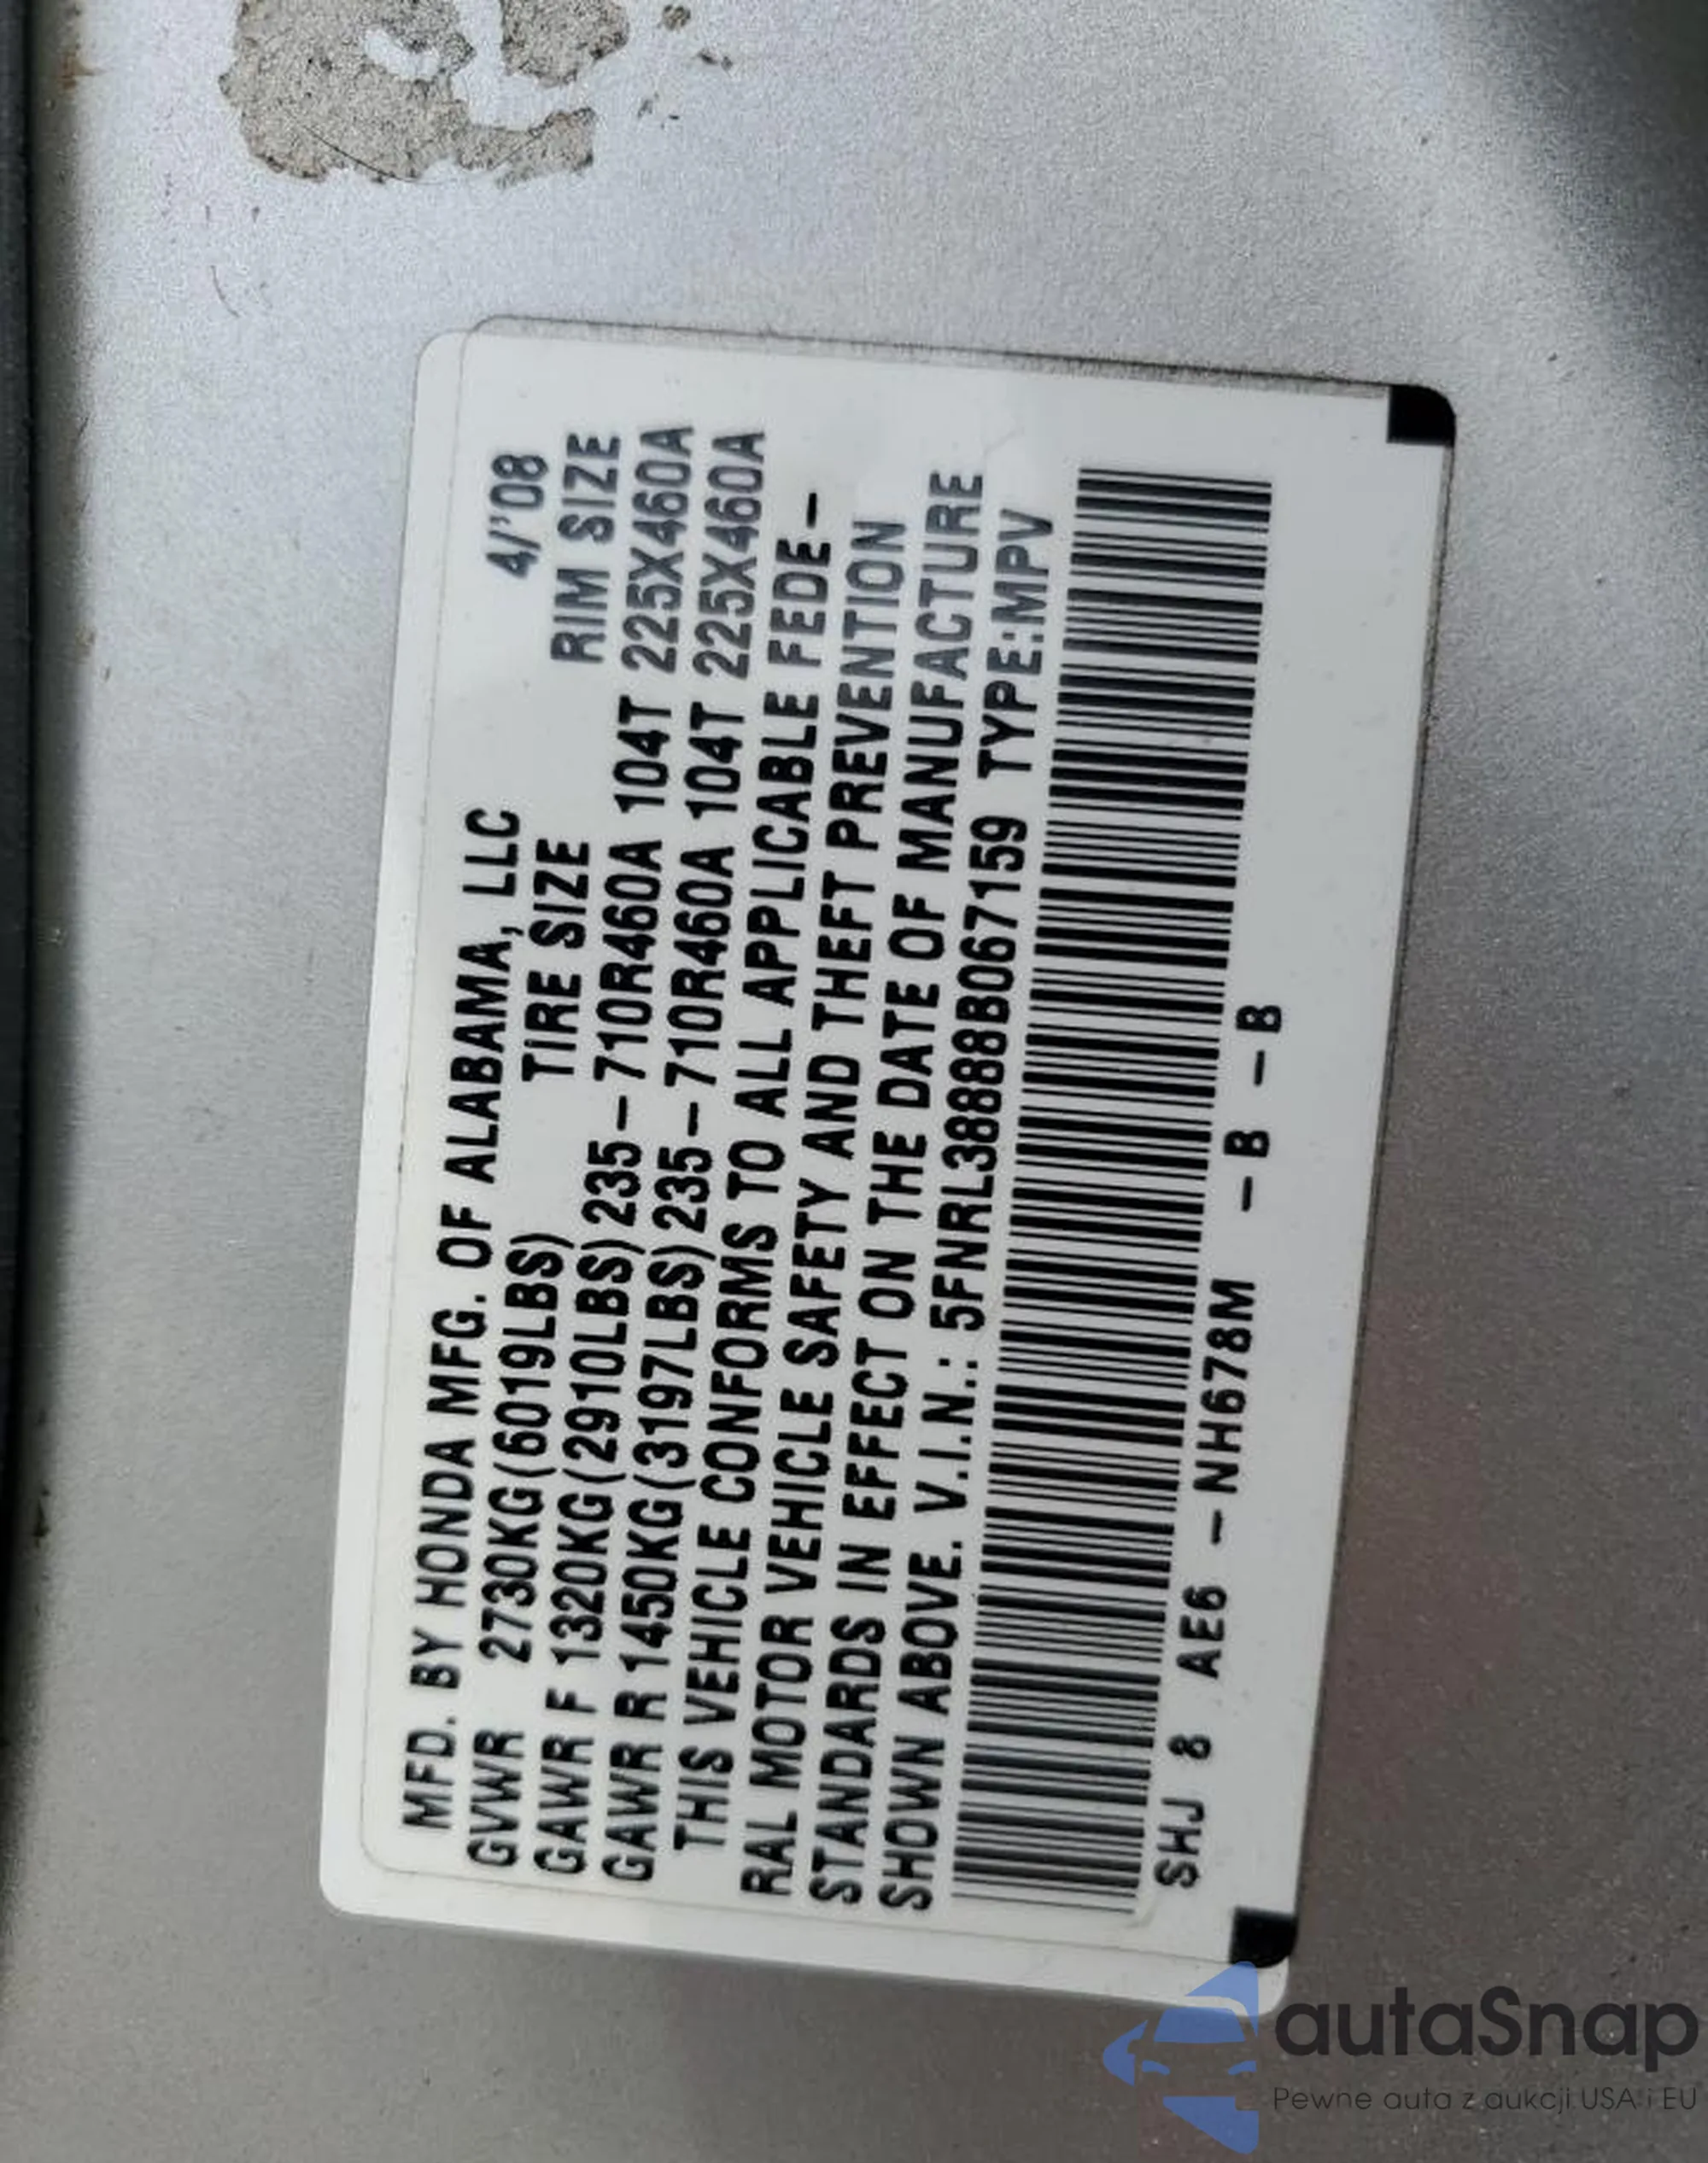 MFD. BY HONDA MFG. OF ALABAMA, LLC 4/'08
GVWR 2730KG(6019LBS) TIRE SIZE RIM SIZE
GAWR F 1320KG(2910LBS)235-710R460A 104T 225X460A
GAWR R 1450KG(3197LBS)235-710R460A 104T 225X460A
THIS VEHICLE CONFORMS TO ALL APPLICABLE FEDE-
RAL MOTOR VEHICLE SAFETY AND THEFT PREVENTION
STANDARDS IN EFFECT ON THE DATE OF MANUFACTURE
SHOWN ABOVE. V.I.N.: 5FNRL38888B067159 TYPE:MPV
SHJ 8 AE6 - NH678M - B - B
autaSnap
Pewne auta z aukcji USA i EU